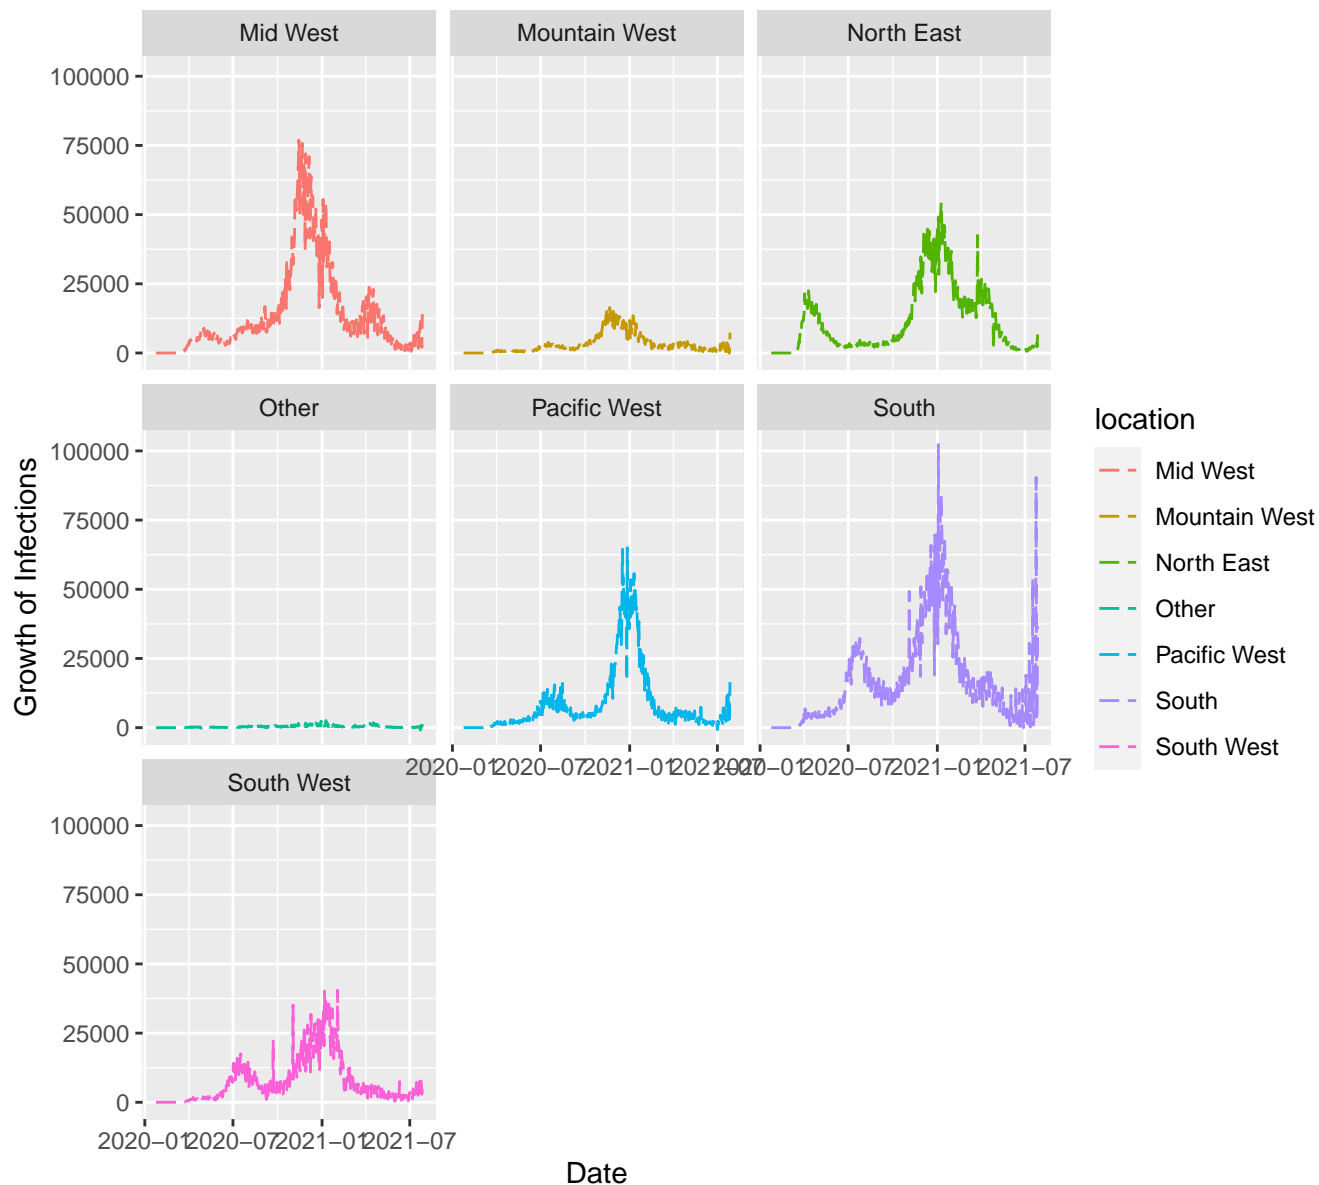 Mid West
Mountain West
North East
100000
75000
50000
25000
0
Other
Pacific West
South
100000
75000
50000
25000
0
2020−01
2020−07
2021−01
2021−07
2020−01
2020−07
2021−01
2021−07
South West
100000
75000
50000
25000
0
2020−01
2020−07
2021−01
2021−07
Growth of Infections
Date
location
Mid West
Mountain West
North East
Other
Pacific West
South
South West